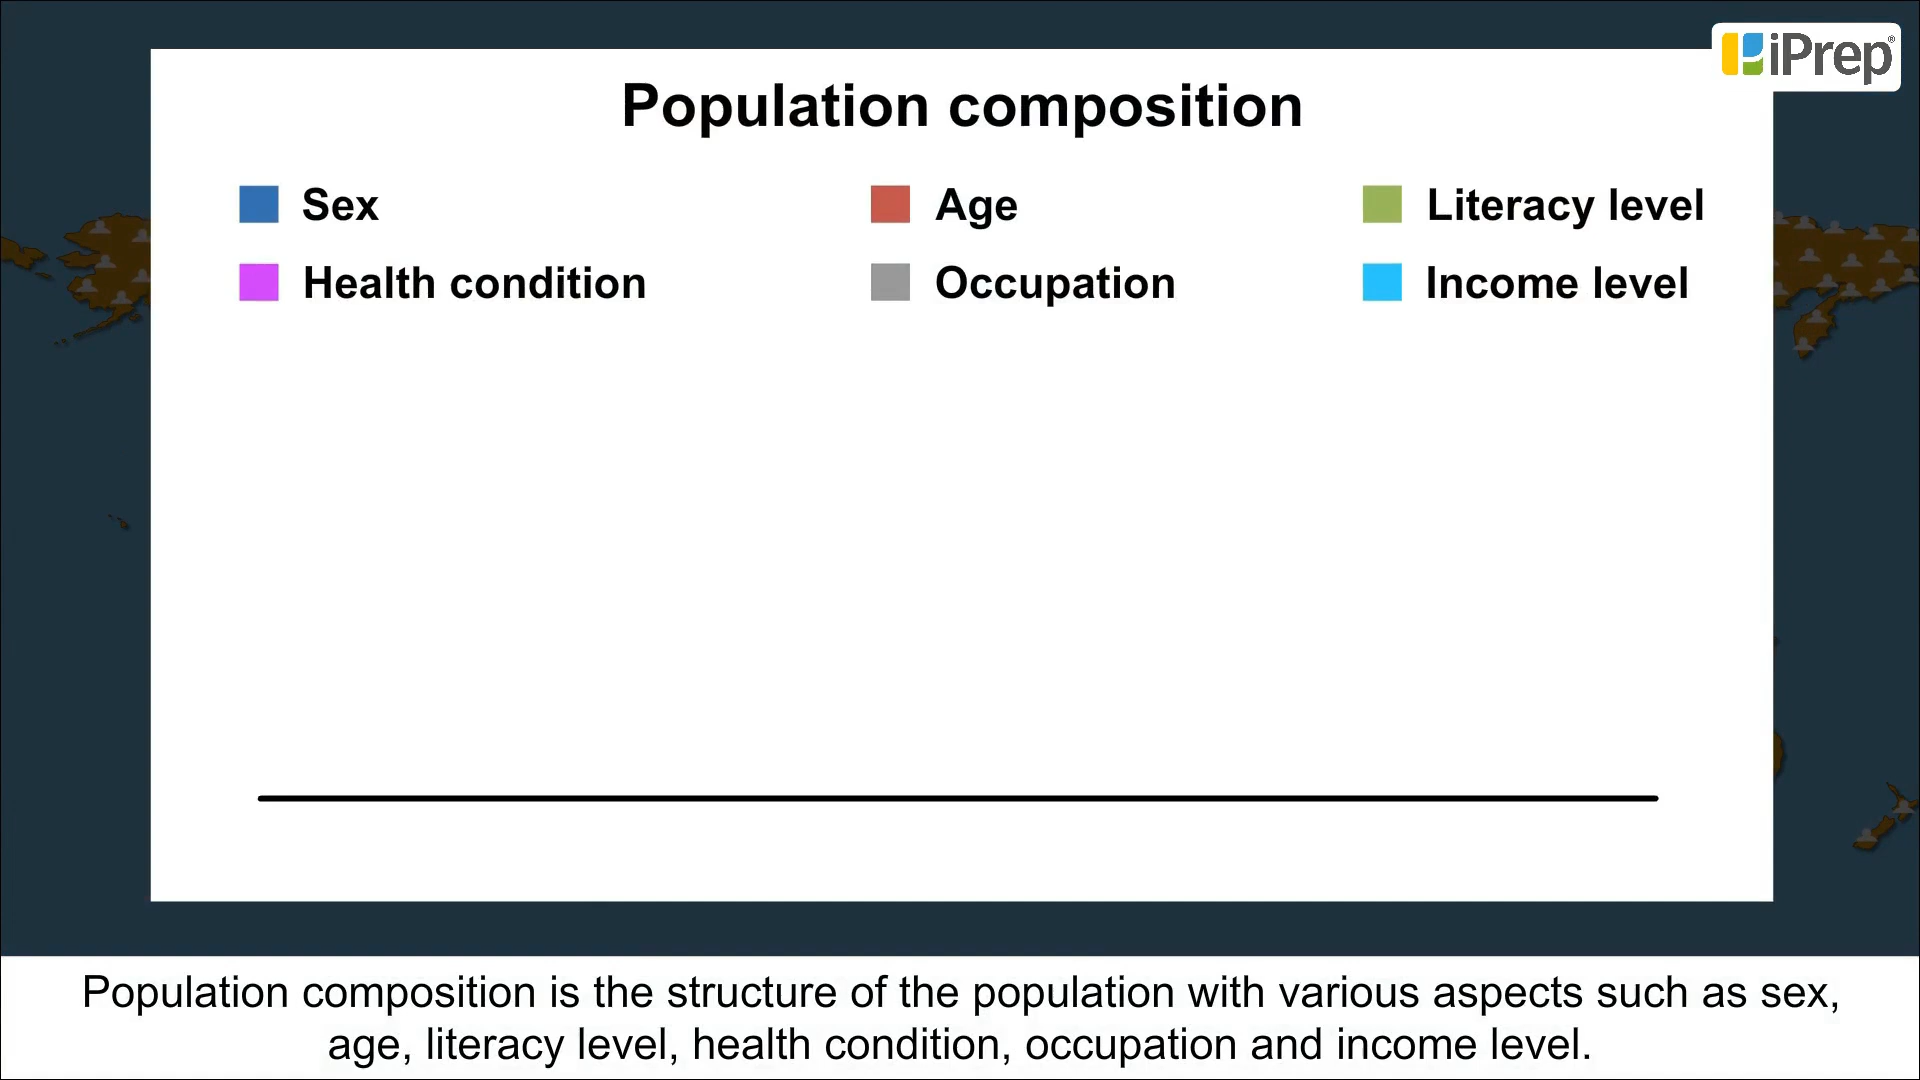 iPrep®
Population composition
Sex Age Literacy level
Health condition Occupation Income level
Population composition is the structure of the population with various aspects such as sex,
age, literacy level, health condition, occupation and income level.